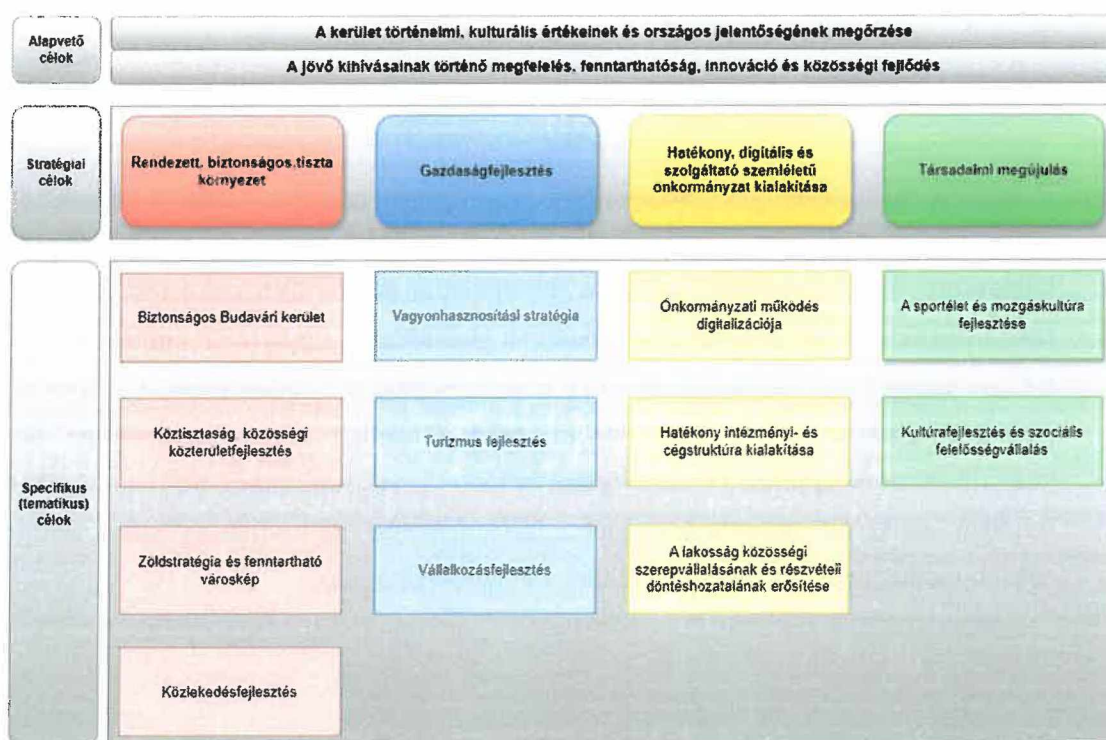 Alapvető
célok
A kerület történelmi, kulturális értékeinek és országos jelentőségének megőrzése
A jövő kihívásainak történő megfelelés, fenntarthatóság, innováció és közösségi fejlődés
Stratégiai
célok
Rendezett, biztonságos,tiszta
környezet
Gazdaságfejlesztés
Hatékony, digitális és
szolgáltató szemléletű
önkormányzat kialakítása
Társadalmi megújulás
Specifikus
(tematikus)
célok
Biztonságos Budavári kerület
Vagyonhasznosítási stratégia
Önkormányzati működés
digitalizációja
A sportélet és mozgáskultúra
fejlesztése
Köztisztaság, közösségi
közterületfejlesztés
Turizmus fejlesztés
Hatékony intézményi- és
cégstruktúra kialakítása
Kultúrafejlesztés és szociális
felelősségvállalás
Zöldstratégia és fenntartható
városkép
Vállalkozásfejlesztés
A lakosság közösségi
szerepvállalásának és részvételi
döntéshozatalának erősítése
Közlekedésfejlesztés